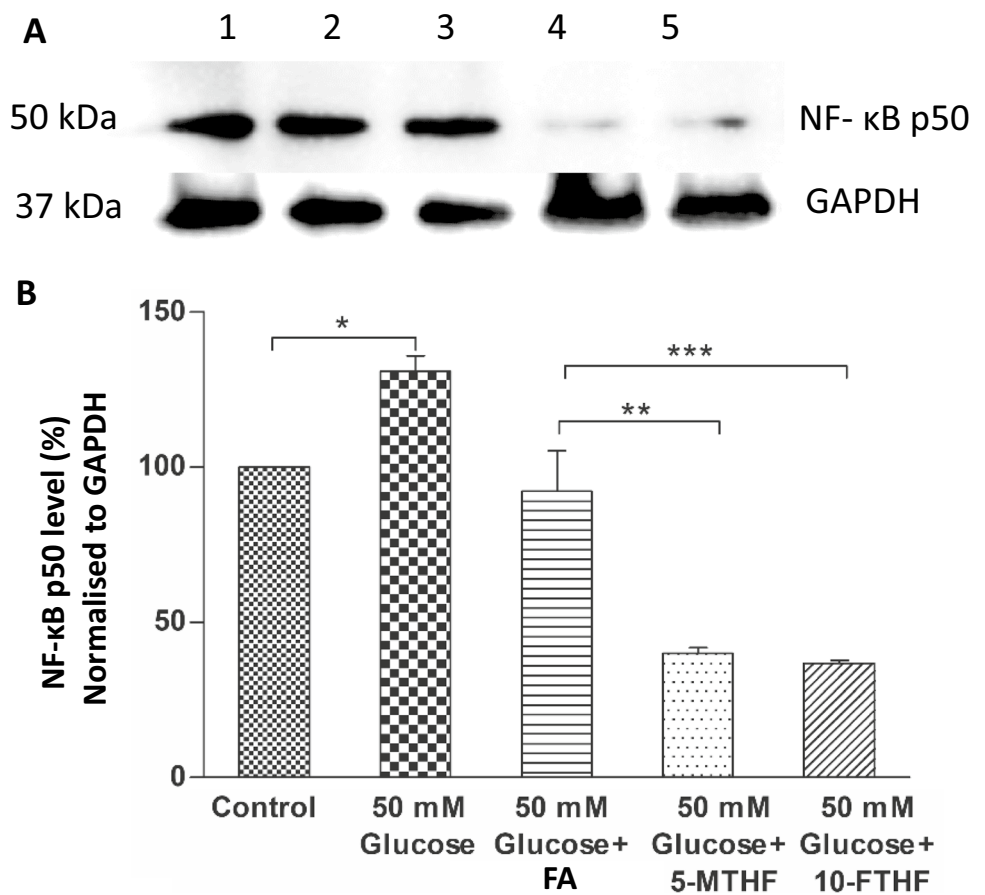 A 1 2 3 4 5
50 kDa NF- κB p50
37 kDa GAPDH
B
NF-κB p50 level (%)
Normalised to GAPDH
150
100
50
0
*
***
**
Control
50 mM
Glucose
50 mM
Glucose+
FA
50 mM
Glucose+
5-MTHF
50 mM
Glucose+
10-FTHF